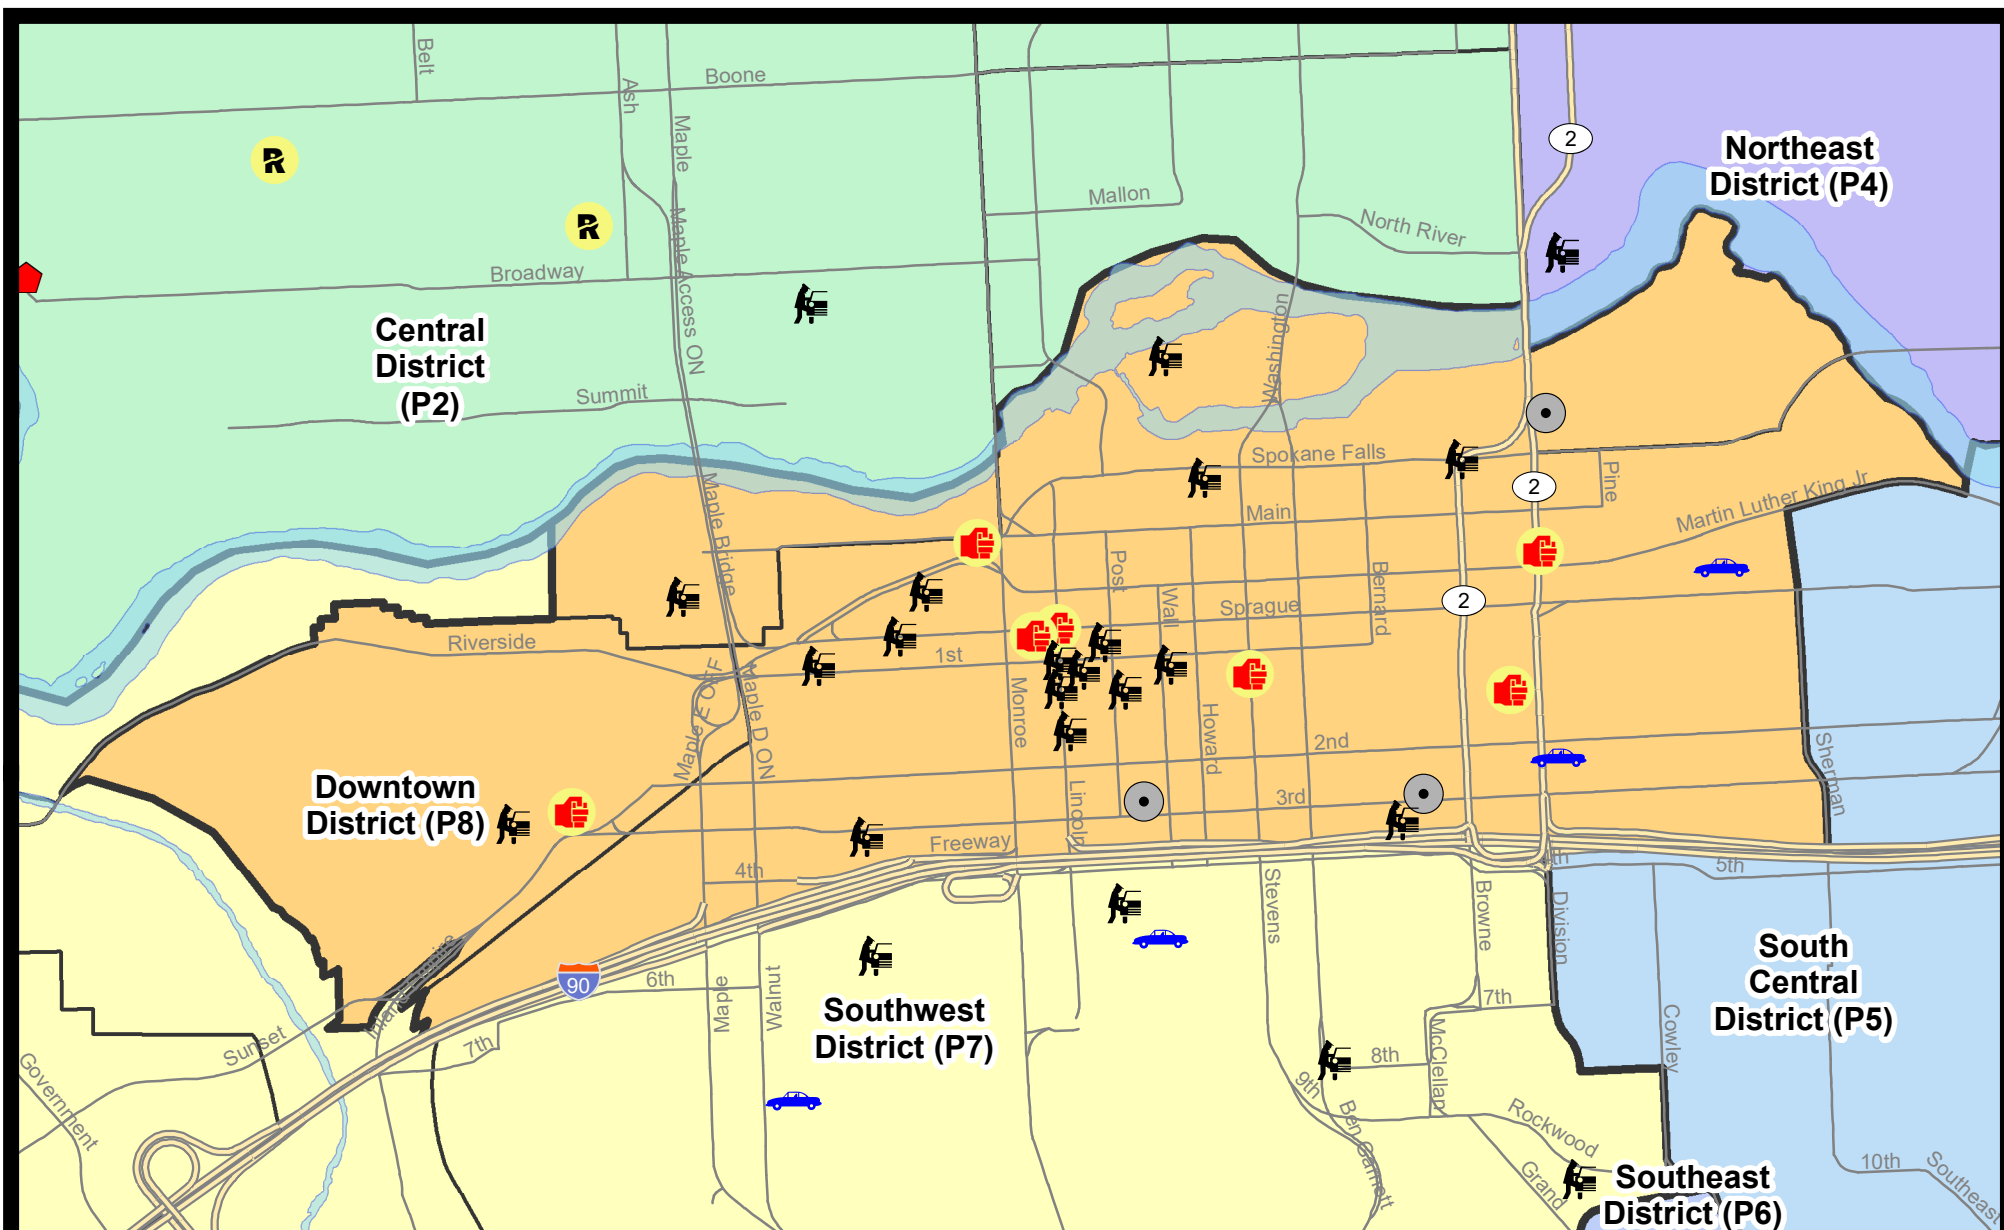 Belt
Boone
Ash
Maple
2
Northeast
District (P4)
R
Mallon
R
North River
Maple Access ON
Broadway
Washington
Central
District
(P2)
Summit
Spokane Falls
Pine
2
Martin Luther King Jr
Main
Maple Bridge
Post
Bernard
Wall
Sprague
2
Riverside
1st
Maple E OFF
Maple D ON
Monroe
Howard
2nd
Sherman
Downtown
District (P8)
Lincoln
3rd
Freeway
4th
4th
5th
Stevens
Browne
Division
South
Central
District (P5)
90
6th
Maple
Walnut
Southwest
District (P7)
7th
Cowley
Sunset
7th
McClellan
8th
9th
Government
Ben Garnett
Rockwood
Grand
10th
Southeast
Southeast
District (P6)